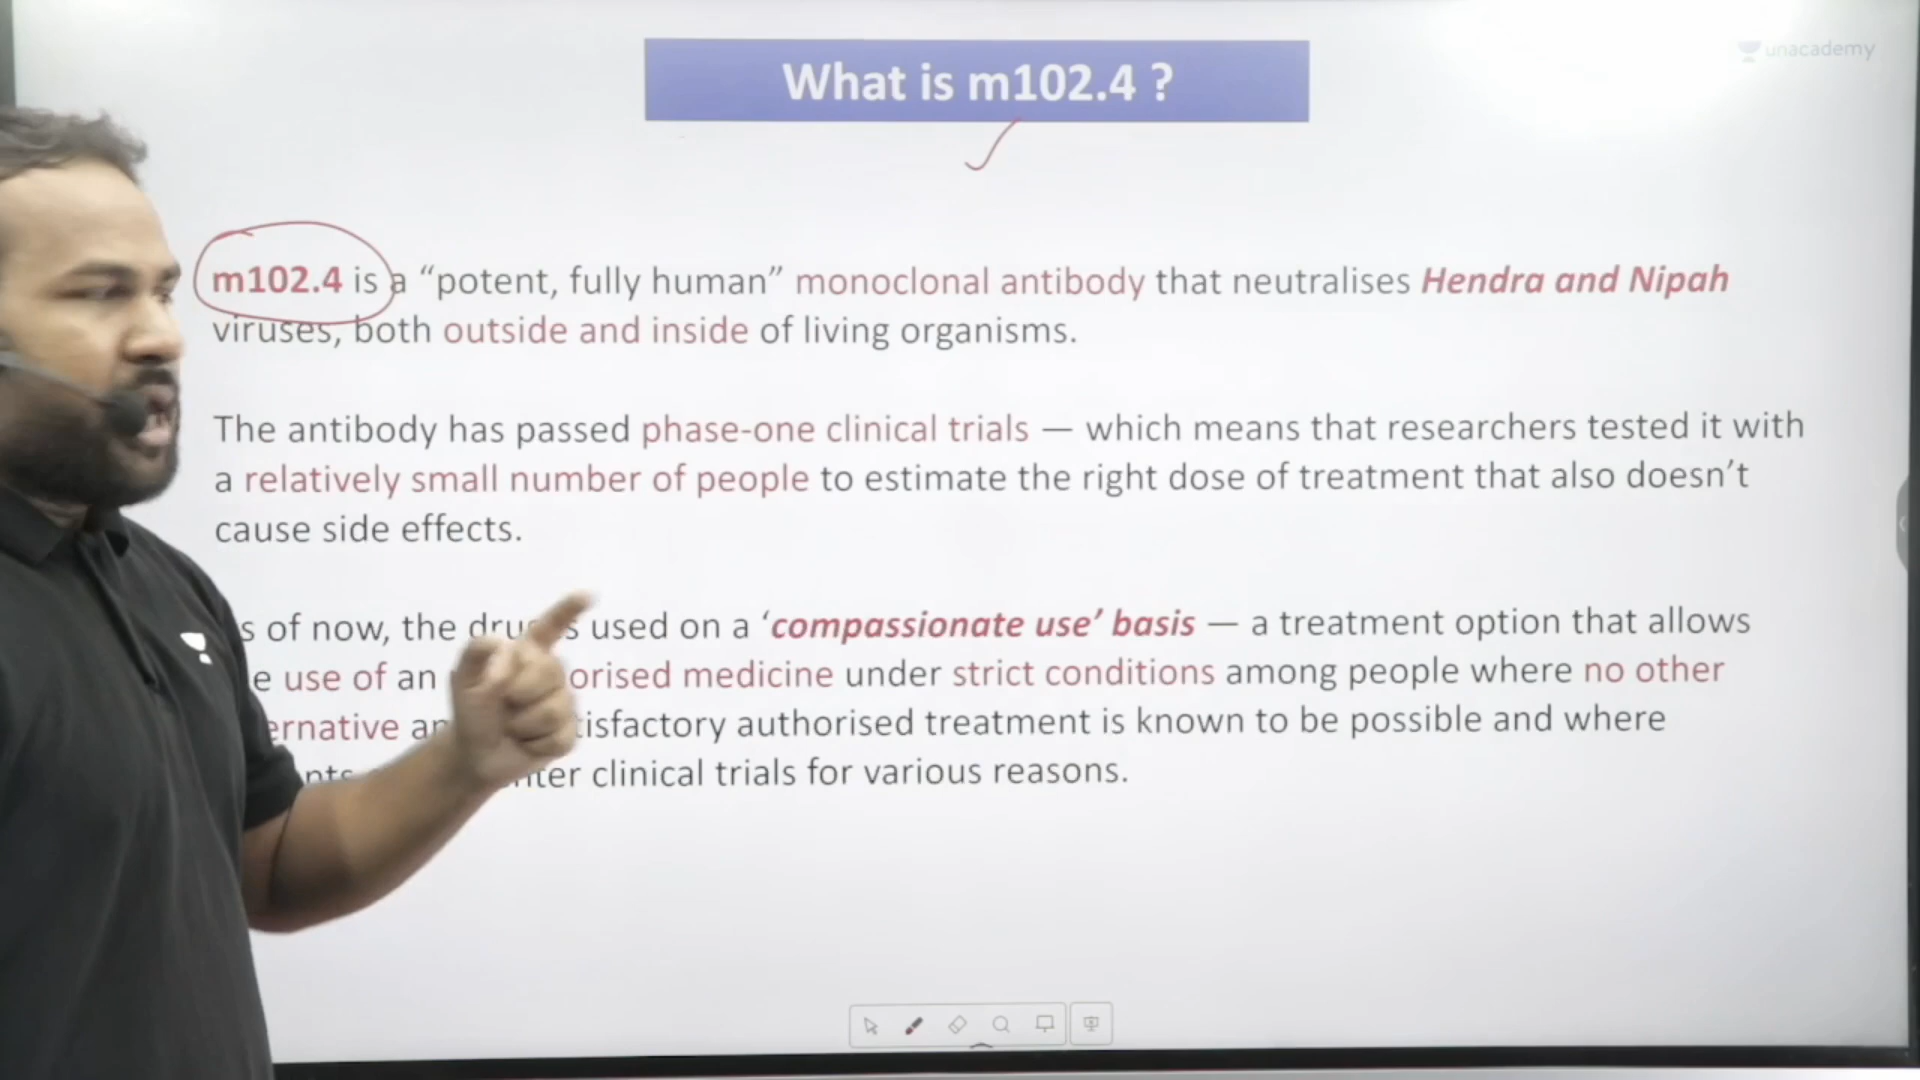 What is m102.4 ?
unacademy
m102.4 is a “potent, fully human” monoclonal antibody that neutralises Hendra and Nipah
viruses, both outside and inside of living organisms.
The antibody has passed phase-one clinical trials — which means that researchers tested it with
a relatively small number of people to estimate the right dose of treatment that also doesn’t
cause side effects.
of now, the used on a ‘compassionate use’ basis — a treatment option that allows
use of an medicine under strict conditions among people where no other
authorised treatment is known to be possible and where
clinical trials for various reasons.